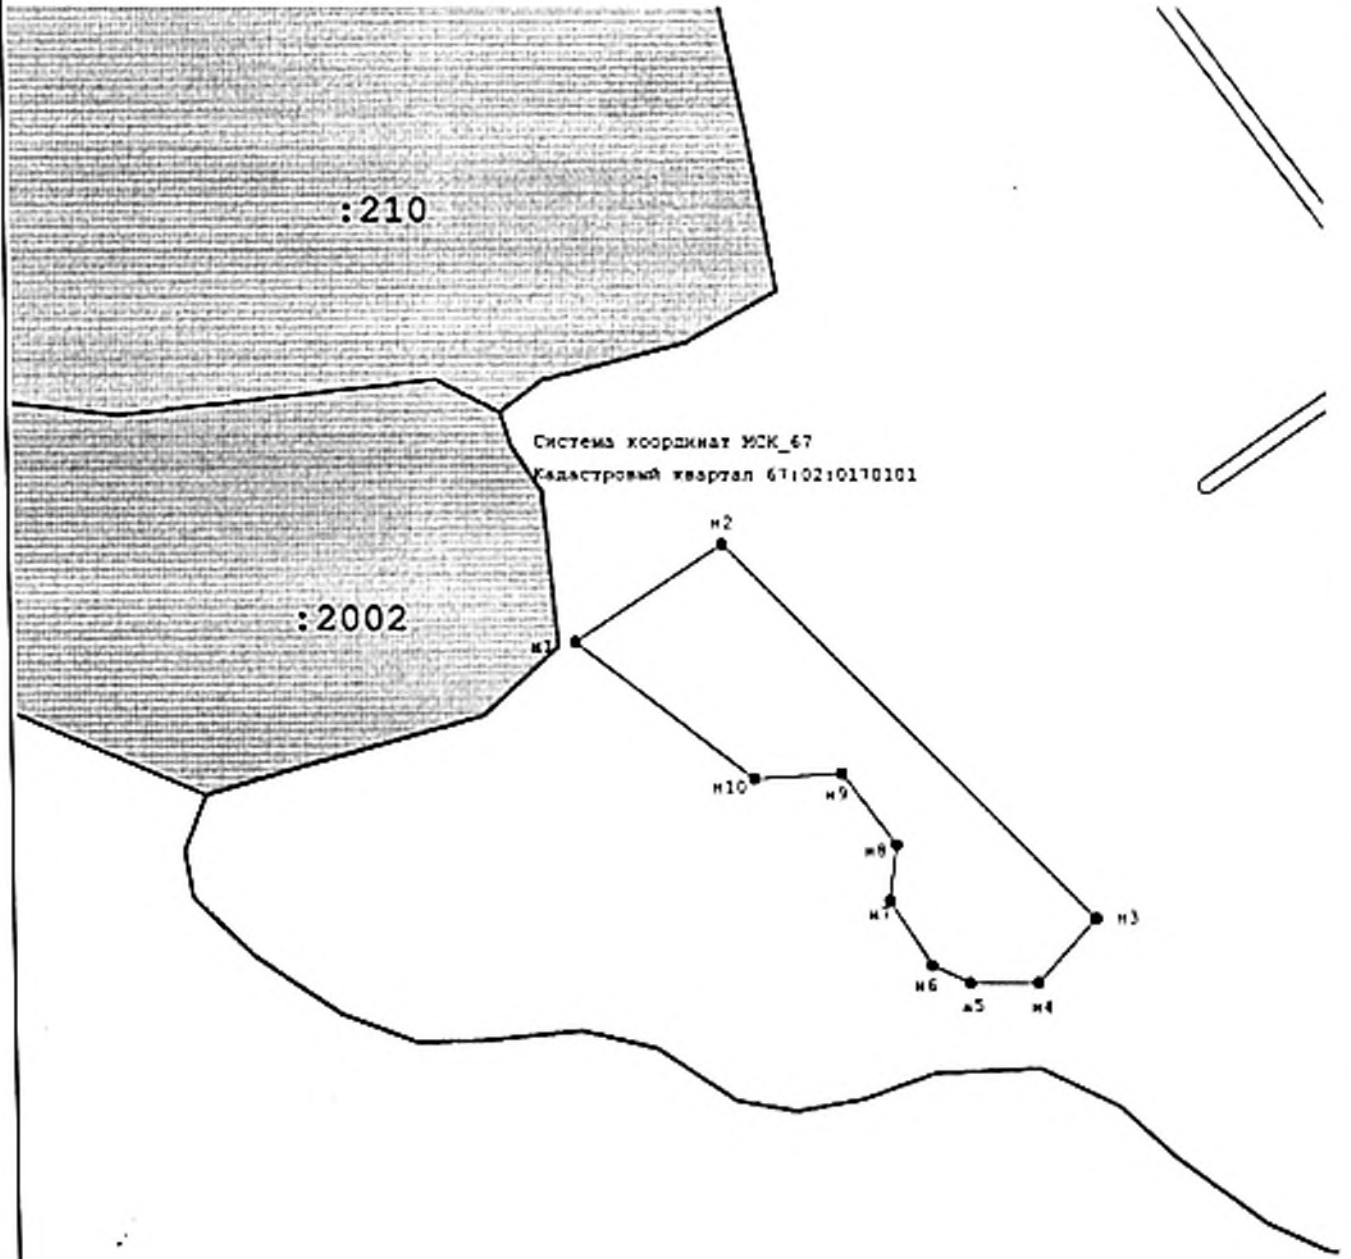 :210
Система координат МСК_67
Кадастровый квартал 67:02:0170101
н2
:2002
н1
н10
н9
н8
н7
н3
н6
н5
н4